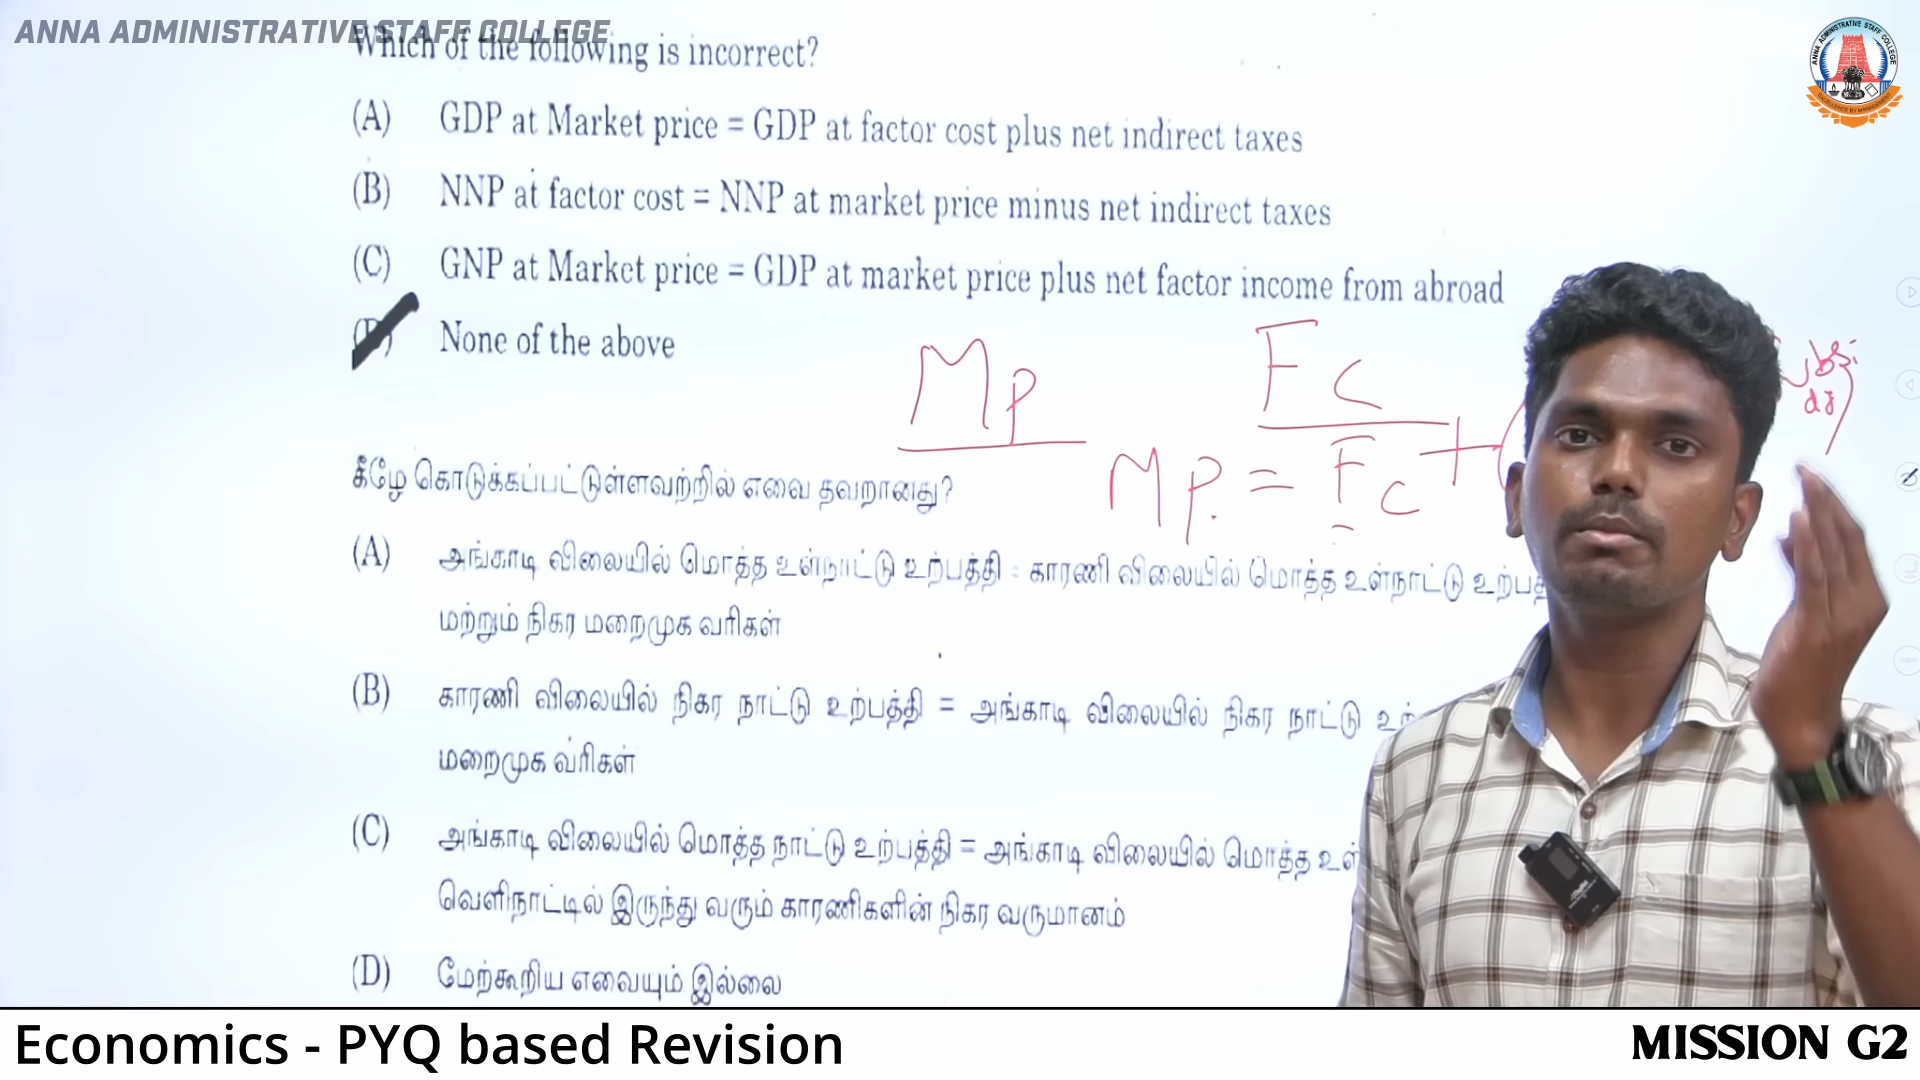 ANNA ADMINISTRATIVE STAFF COLLEGE
Which of the following is incorrect?
(A) GDP at Market price = GDP at factor cost plus net indirect taxes
(B) NNP at factor cost = NNP at market price minus net indirect taxes
(C) GNP at Market price = GDP at market price plus net factor income from abroad
(D) None of the above
MP FC
MP = FC + (
கீழே கொடுக்கப்பட்டுள்ளவற்றில் எவை தவறானது?
(A) அங்காடி விலையில் மொத்த உள்நாட்டு உற்பத்தி = காரணி விலையில் மொத்த உள்நாட்டு
மற்றும் நிகர மறைமுக வரிகள்
(B) காரணி விலையில் நிகர நாட்டு உற்பத்தி = அங்காடி விலையில் நிகர நாட்டு
மறைமுக வரிகள்
(C) அங்காடி விலையில் மொத்த நாட்டு உற்பத்தி = அங்காடி விலையில் மொத்த
வெளிநாட்டில் இருந்து வரும் காரணிகளின் நிகர வருமானம்
(D) மேற்கூறிய எவையும் இல்லை
Economics - PYQ based Revision
MISSION G2